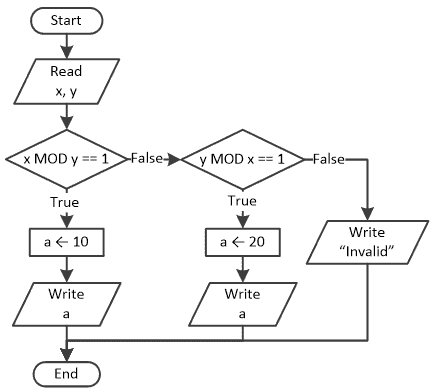 Start
Read
x, y
x MOD y == 1
False
y MOD x == 1
False
True
True
a ← 10
a ← 20
Write
"Invalid"
Write
a
Write
a
End